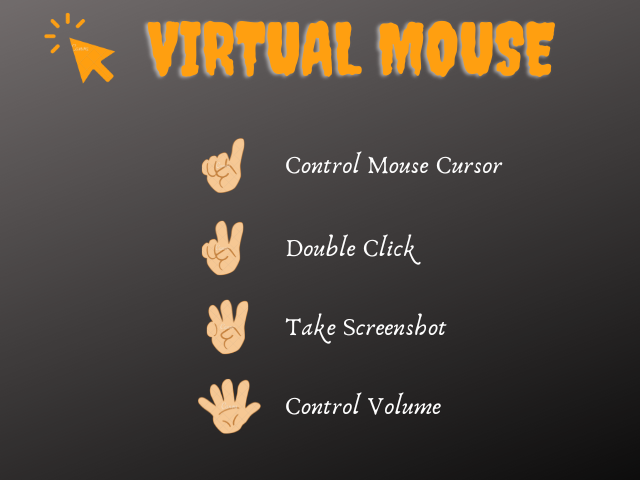 VIRTUAL MOUSE
Control Mouse Cursor
Double Click
Take Screenshot
Control Volume